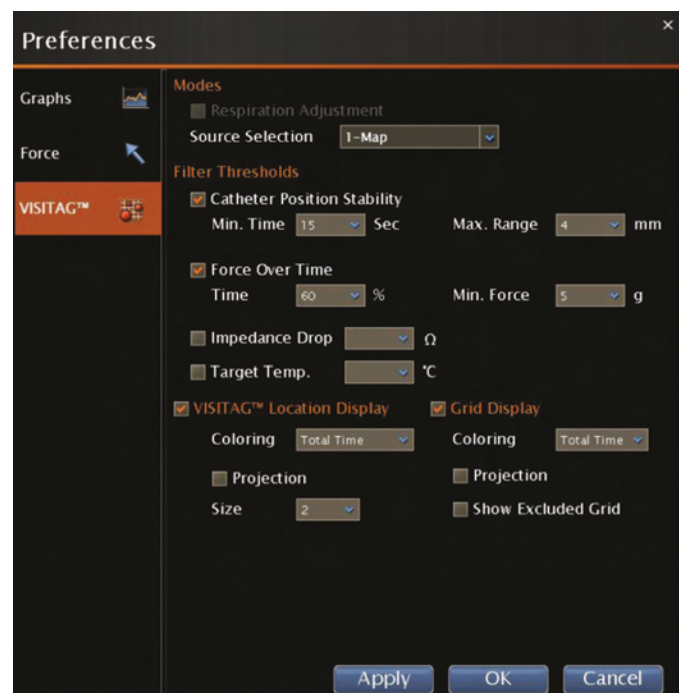 Preferences
×
Graphs
Force
VISITAG™
Modes
Respiration Adjustment
Source Selection 1-Map
Filter Thresholds
Catheter Position Stability
Min. Time 15 Sec Max. Range 4 mm
Force Over Time
Time 60 % Min. Force 5 g
Impedance Drop Ω
Target Temp. °C
VISITAG™ Location Display Grid Display
Coloring Total Time Coloring Total Time
Projection Projection
Size 2 Show Excluded Grid
Apply OK Cancel